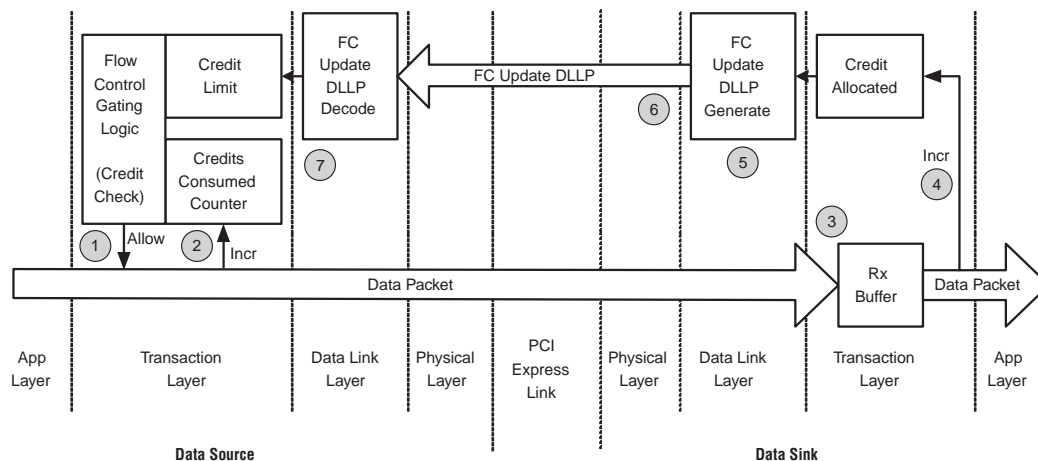 Flow
Control
Gating
Logic
(Credit
Check)
Credit
Limit
Credits
Consumed
Counter
FC
Update
DLLP
Decode
FC Update DLLP
FC
Update
DLLP
Generate
Credit
Allocated
7
6
5
Incr
4
3
1
Allow
2
Incr
Data Packet
Rx
Buffer
Data Packet
App
Layer
Transaction
Layer
Data Link
Layer
Physical
Layer
PCI
Express
Link
Physical
Layer
Data Link
Layer
Transaction
Layer
App
Layer
Data Source
Data Sink